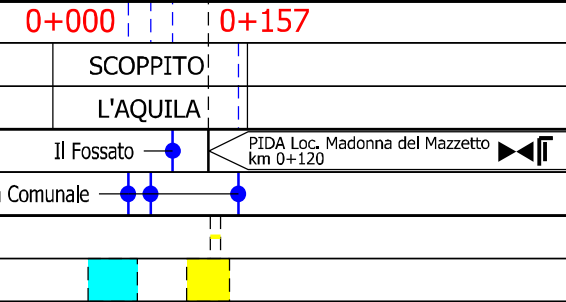 0+000 0+157
SCOPPITO
L'AQUILA
Il Fossato
PIDA Loc. Madonna del Mazzetto
km 0+120
Comunale